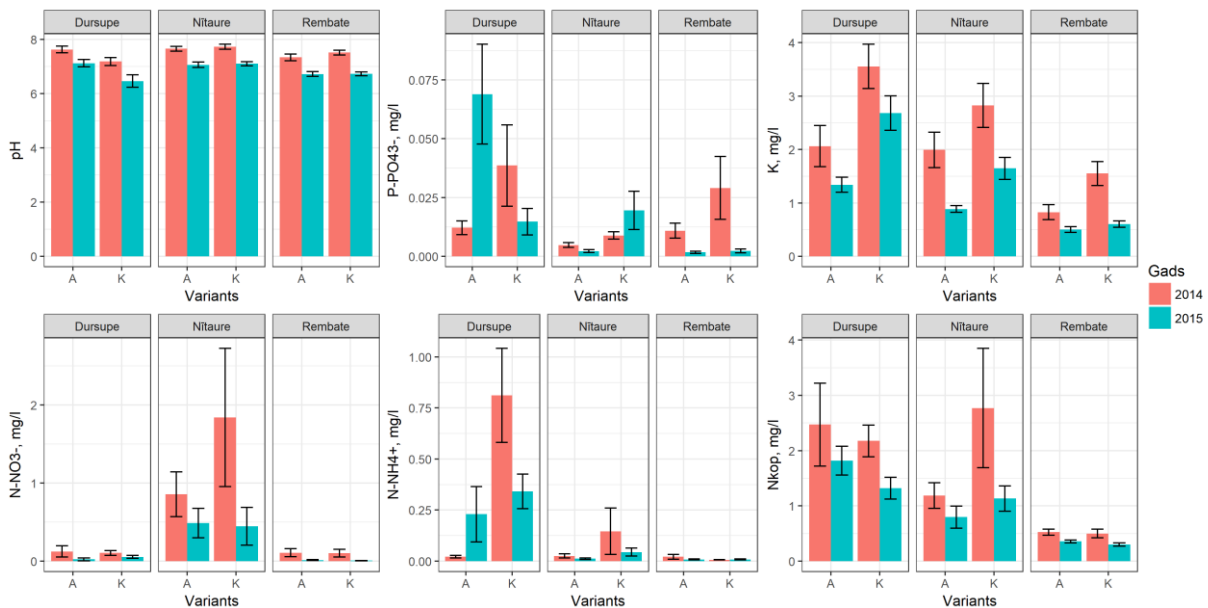 Dursupe Nītaure Rembate
8
6
4
2
0
pH
A K A K A K
Variants
Dursupe Nītaure Rembate
0.075
0.050
0.025
0.000
P-PO43-, mg/l
A K A K A K
Variants
Dursupe Nītaure Rembate
4
3
2
1
0
K, mg/l
A K A K A K
Variants
Gads
2014
2015
Dursupe Nītaure Rembate
2
1
0
N-NO3-, mg/l
A K A K A K
Variants
Dursupe Nītaure Rembate
1.00
0.75
0.50
0.25
0.00
N-NH4+, mg/l
A K A K A K
Variants
Dursupe Nītaure Rembate
4
3
2
1
0
Nkop, mg/l
A K A K A K
Variants